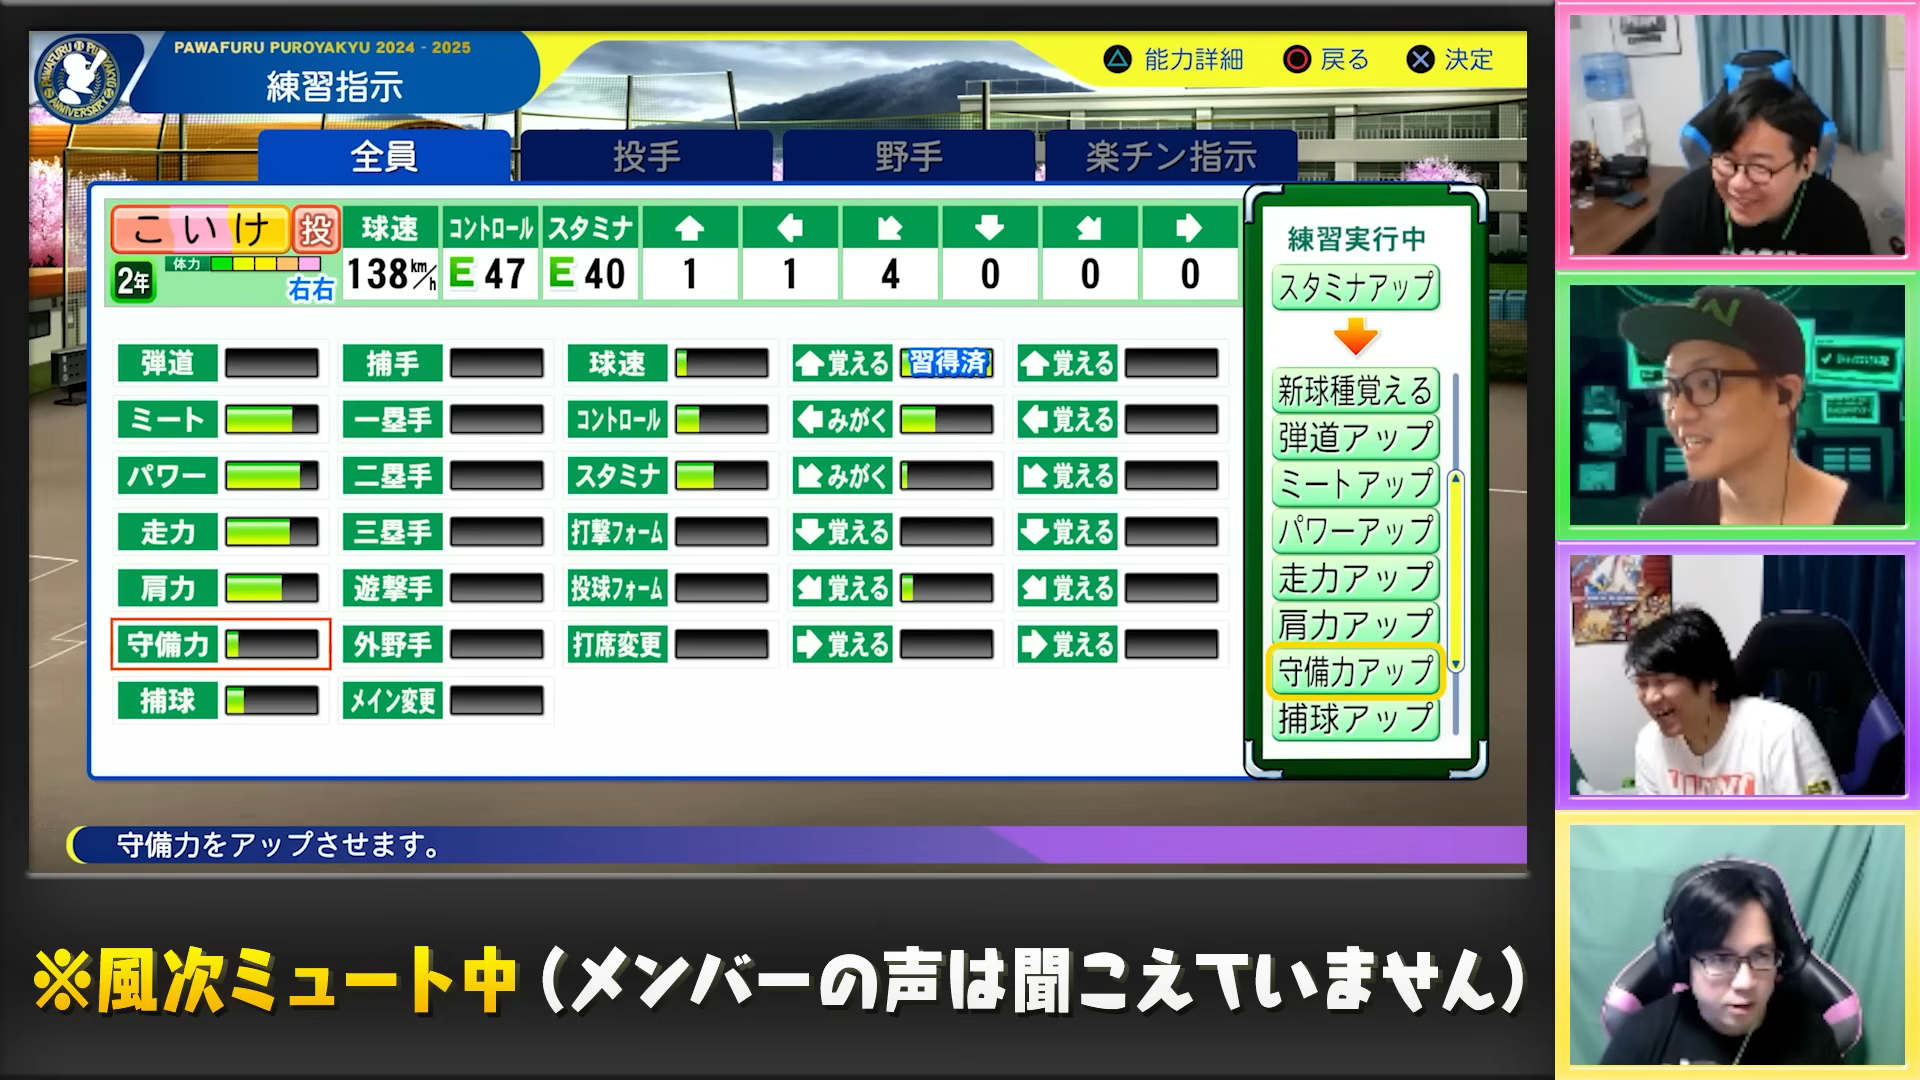 PAWAFURU PUROYAKYU 2024 - 2025
練習指示
能力詳細 戻る 決定
全員 投手 野手 楽チン指示
こいけ 投 球速 コントロール スタミナ
2年 体力 右右 138km/h E 47 E 40 1 1 4 0 0 0
弾道 捕手 球速 覚える 習得済 覚える
ミート 一塁手 コントロール みがく 覚える
パワー 二塁手 スタミナ みがく 覚える
走力 三塁手 打撃フォーム 覚える 覚える
肩力 遊撃手 投球フォーム 覚える 覚える
守備力 外野手 打席変更 覚える 覚える
捕球 メイン変更
練習実行中
スタミナアップ
新球種覚える
弾道アップ
ミートアップ
パワーアップ
走力アップ
肩力アップ
守備力アップ
捕球アップ
守備力をアップさせます。
※風次ミュート中(メンバーの声は聞こえていません)